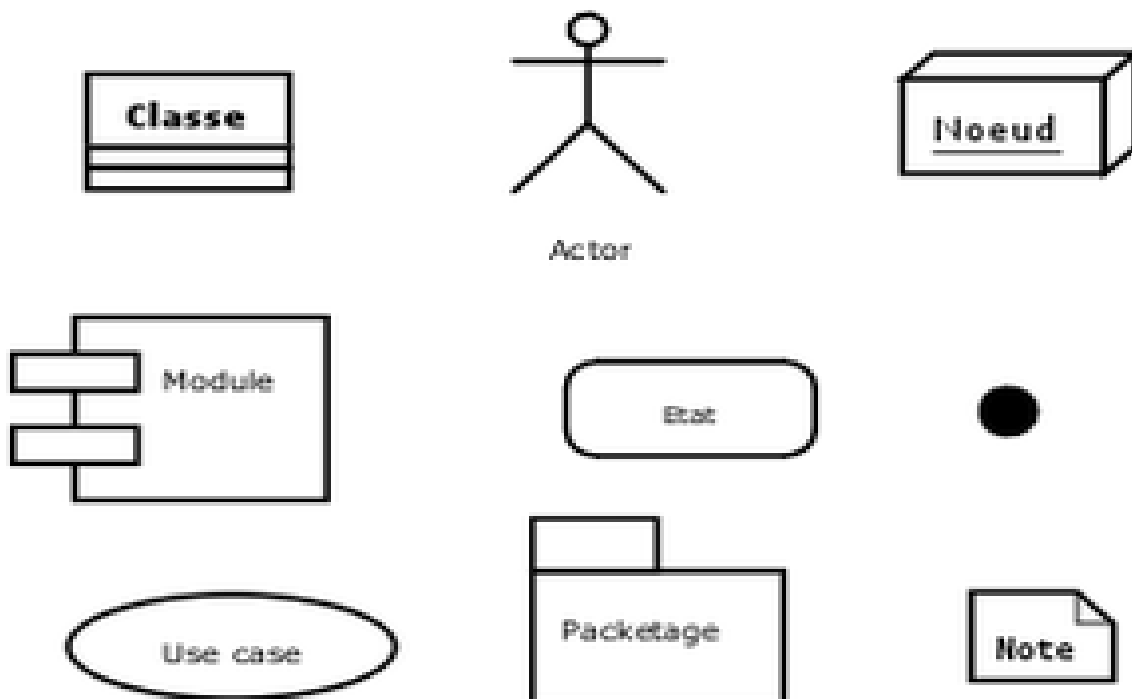 Classe
Noeud
Actor
Module
Etat
Use case
Packetage
Note